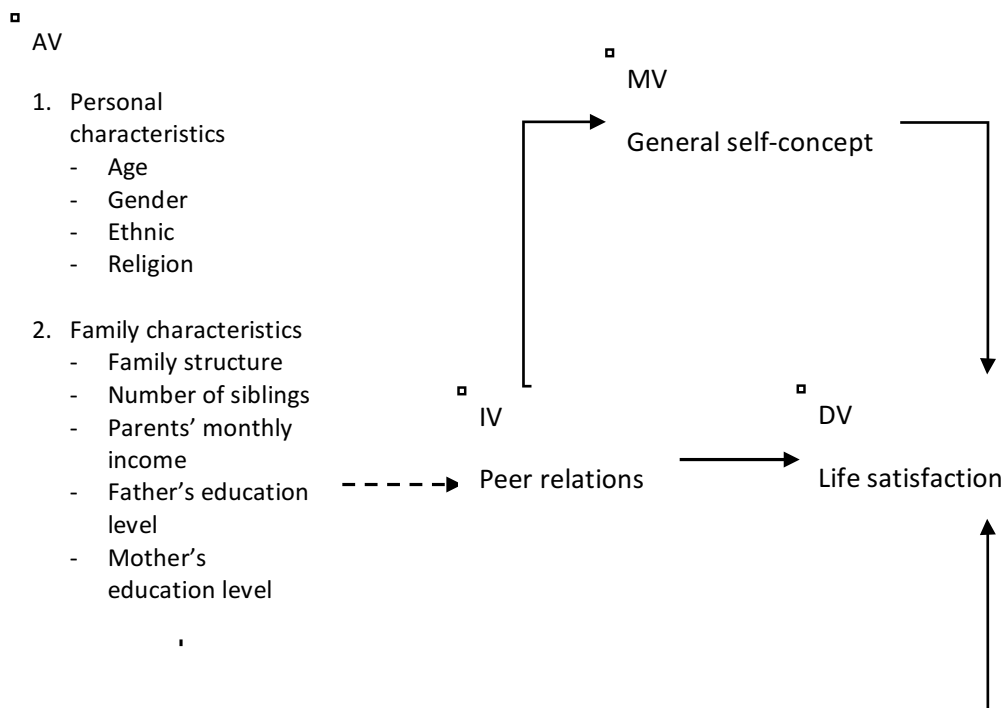 AV
1. Personal
characteristics
- Age
- Gender
- Ethnic
- Religion
2. Family characteristics
- Family structure
- Number of siblings
- Parents’ monthly
income
- Father’s education
level
- Mother’s
education level
MV
General self-concept
IV
Peer relations
DV
Life satisfaction